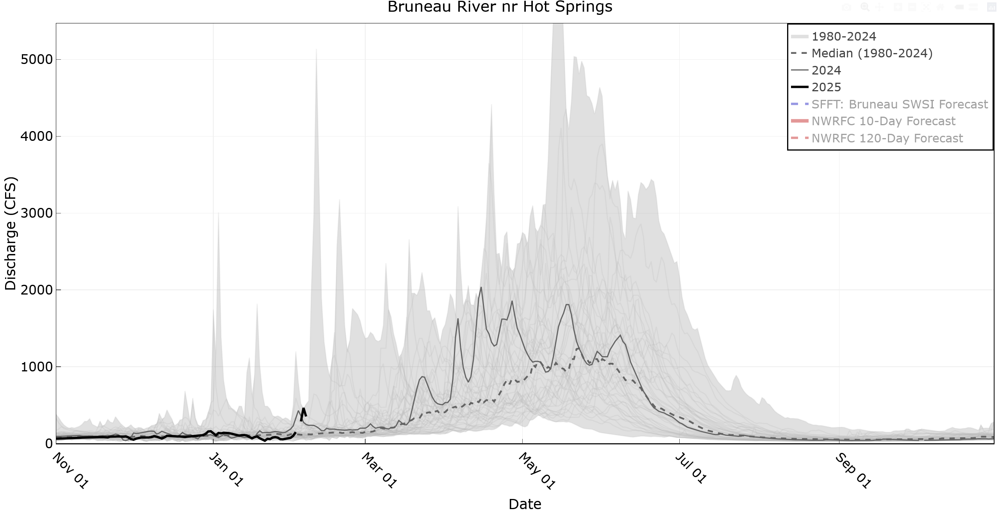 Bruneau River nr Hot Springs
1980-2024
Median (1980-2024)
2024
2025
SFFT: Bruneau SWSI Forecast
NWRFC 10-Day Forecast
NWRFC 120-Day Forecast
Discharge (CFS)
5000
4000
3000
2000
1000
0
Nov 01
Jan 01
Mar 01
May 01
Jul 01
Sep 01
Date